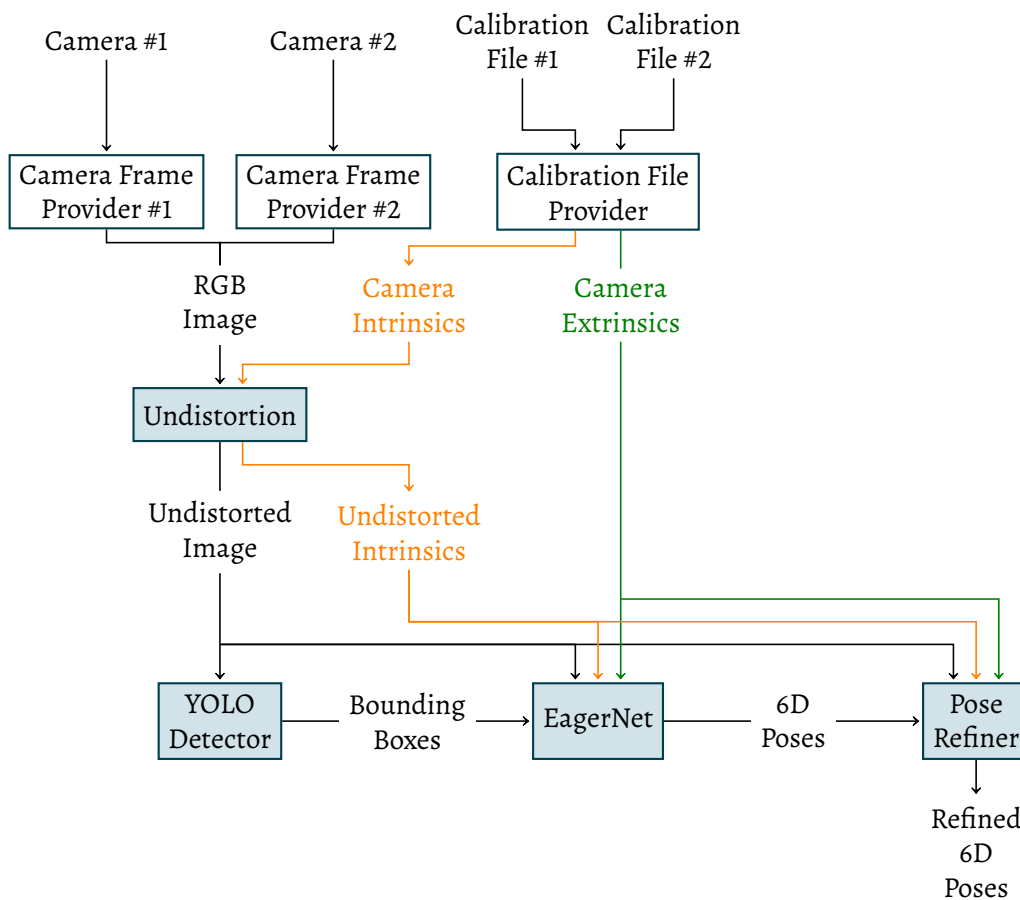 Camera #1
Camera #2
Calibration
File #1
Calibration
File #2
Camera Frame
Provider #1
Camera Frame
Provider #2
Calibration File
Provider
RGB
Image
Camera
Intrinsics
Camera
Extrinsics
Undistortion
Undistorted
Image
Undistorted
Intrinsics
YOLO
Detector
Bounding
Boxes
EagerNet
6D
Poses
Pose
Refiner
Refined
6D
Poses